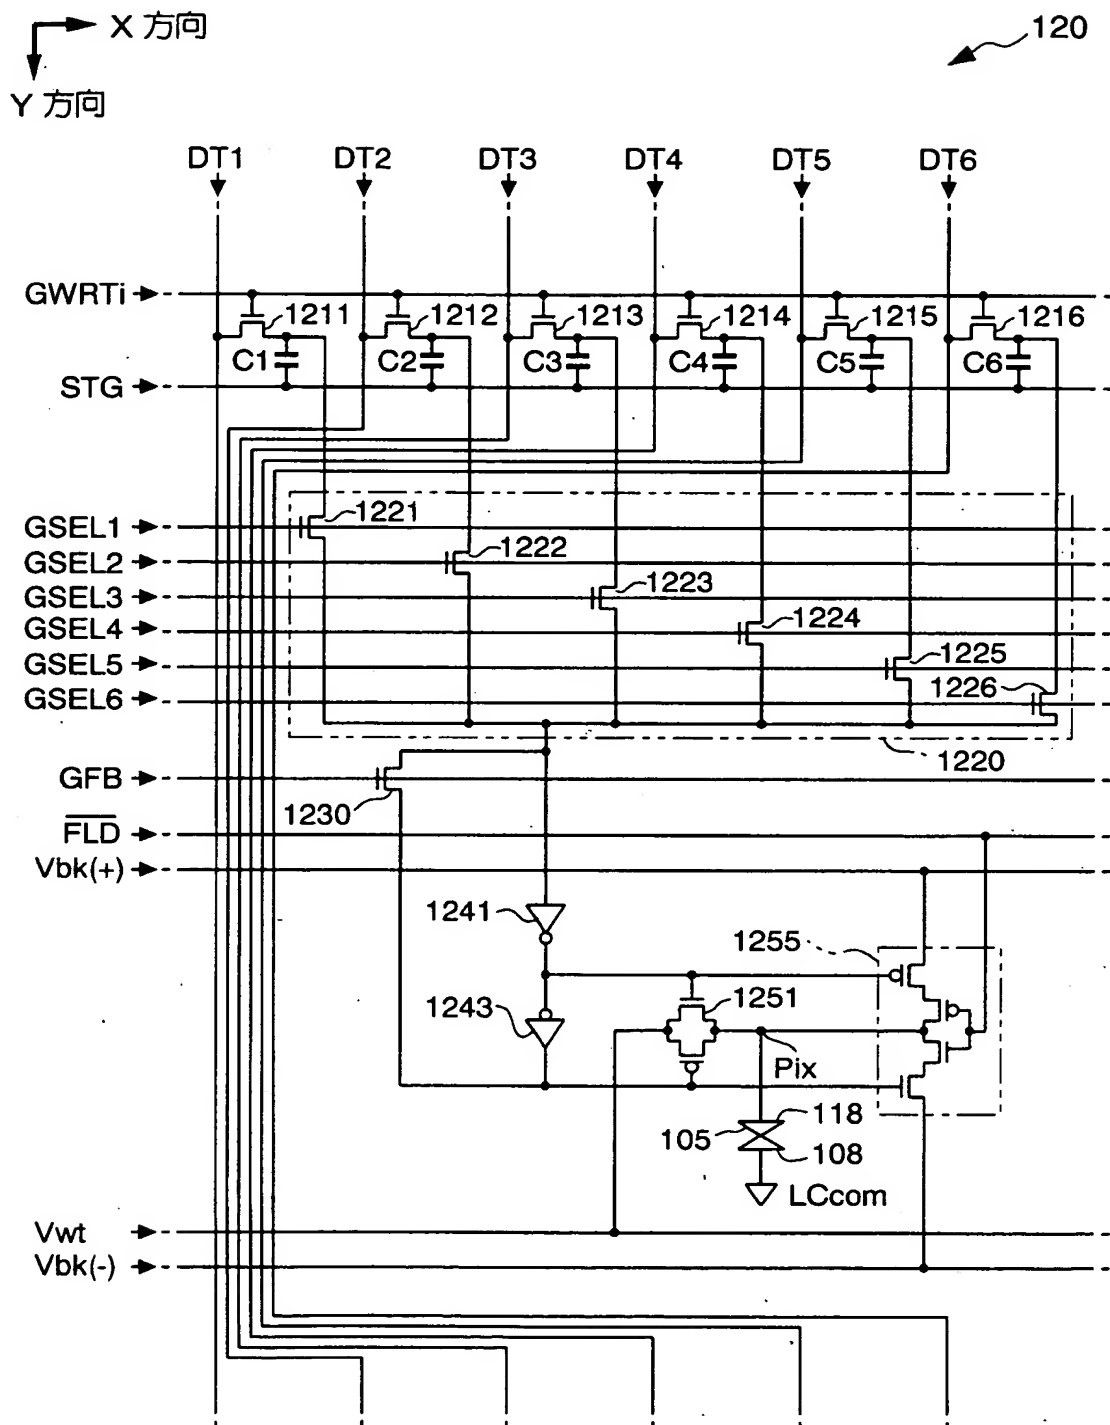 X 方向
120
Y 方向
DT1 DT2 DT3 DT4 DT5 DT6
GWRTi
1211 1212 1213 1214 1215 1216
C1 C2 C3 C4 C5 C6
STG
GSEL1 1221
GSEL2 1222
GSEL3 1223
GSEL4 1224
GSEL5 1225
GSEL6 1226
1220
GFB
1230
F̅L̅D̅
Vbk(+)
1241
1255
1243 1251
Pix
118
105
108
LCcom
Vwt
Vbk(-)